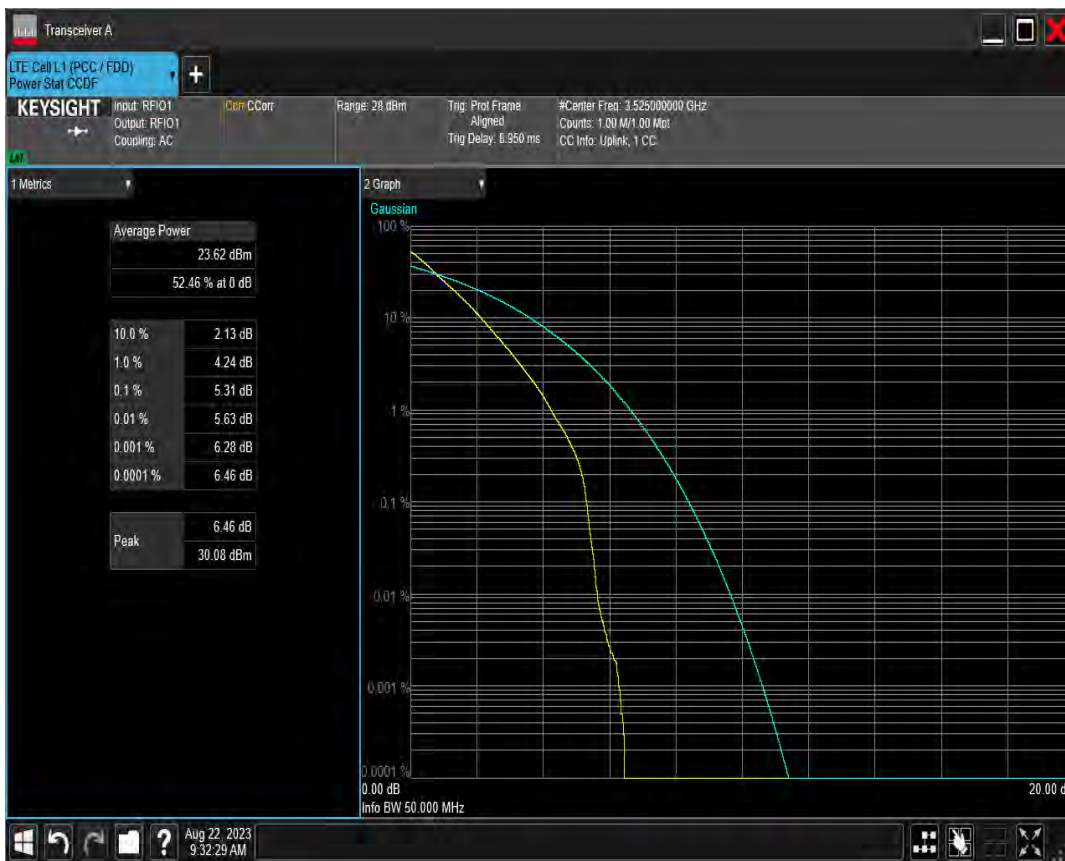 Transceiver A
LTE Cell L1 (PCC / FDD)
Power Stat CCDF
+
KEYSIGHT
LXI
Input: RFIO1
Output: RFIO1
Coupling: AC
Corr CCorr
Range: 28 dBm
Trig: Prot Frame
Aligned
Trig Delay: 6.950 ms
#Center Freq: 3.525000000 GHz
Counts: 1.00 M/1.00 Mpt
CC Info: Uplink, 1 CC
1 Metrics
Average Power
23.62 dBm
52.46 % at 0 dB
10.0 % 2.13 dB
1.0 % 4.24 dB
0.1 % 5.31 dB
0.01 % 5.63 dB
0.001 % 6.28 dB
0.0001 % 6.46 dB
Peak
6.46 dB
30.08 dBm
2 Graph
Gaussian
100 %
10 %
1 %
0.1 %
0.01 %
0.001 %
0.0001 %
0.00 dB
20.00 d
Info BW 50.000 MHz
?
Aug 22, 2023
9:32:29 AM